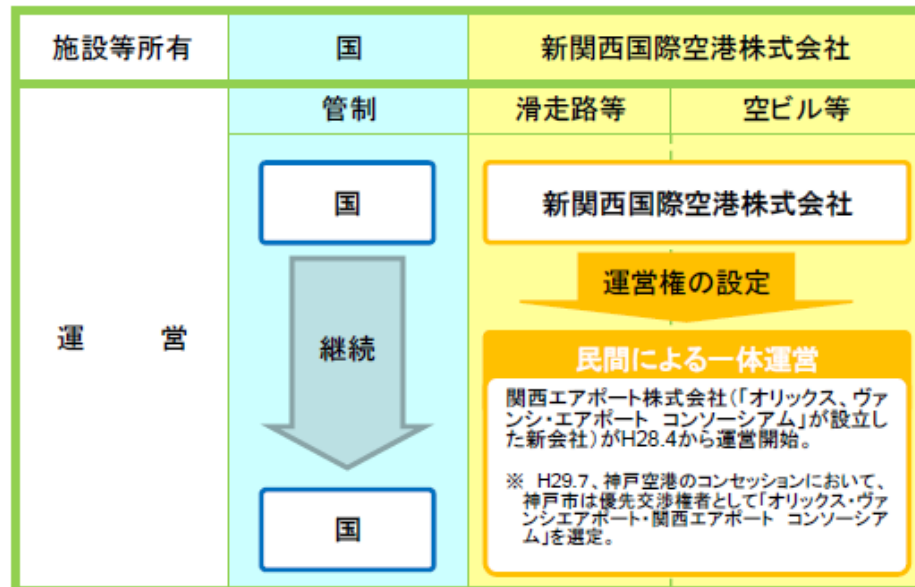 施設等所有
国
新関西国際空港株式会社
運 営
管制
滑走路等
空ビル等
国
新関西国際空港株式会社
運営権の設定
継続
民間による一体運営
関西エアポート株式会社(「オリックス、ヴァ
ンシ・エアポート コンソーシアム」が設立し
た新会社)がH28.4から運営開始。
※ H29.7、神戸空港のコンセッションにおいて、
神戸市は優先交渉権者として「オリックス・ヴァ
ンシエアポート・関西エアポート コンソーシア
ム」を選定。
国